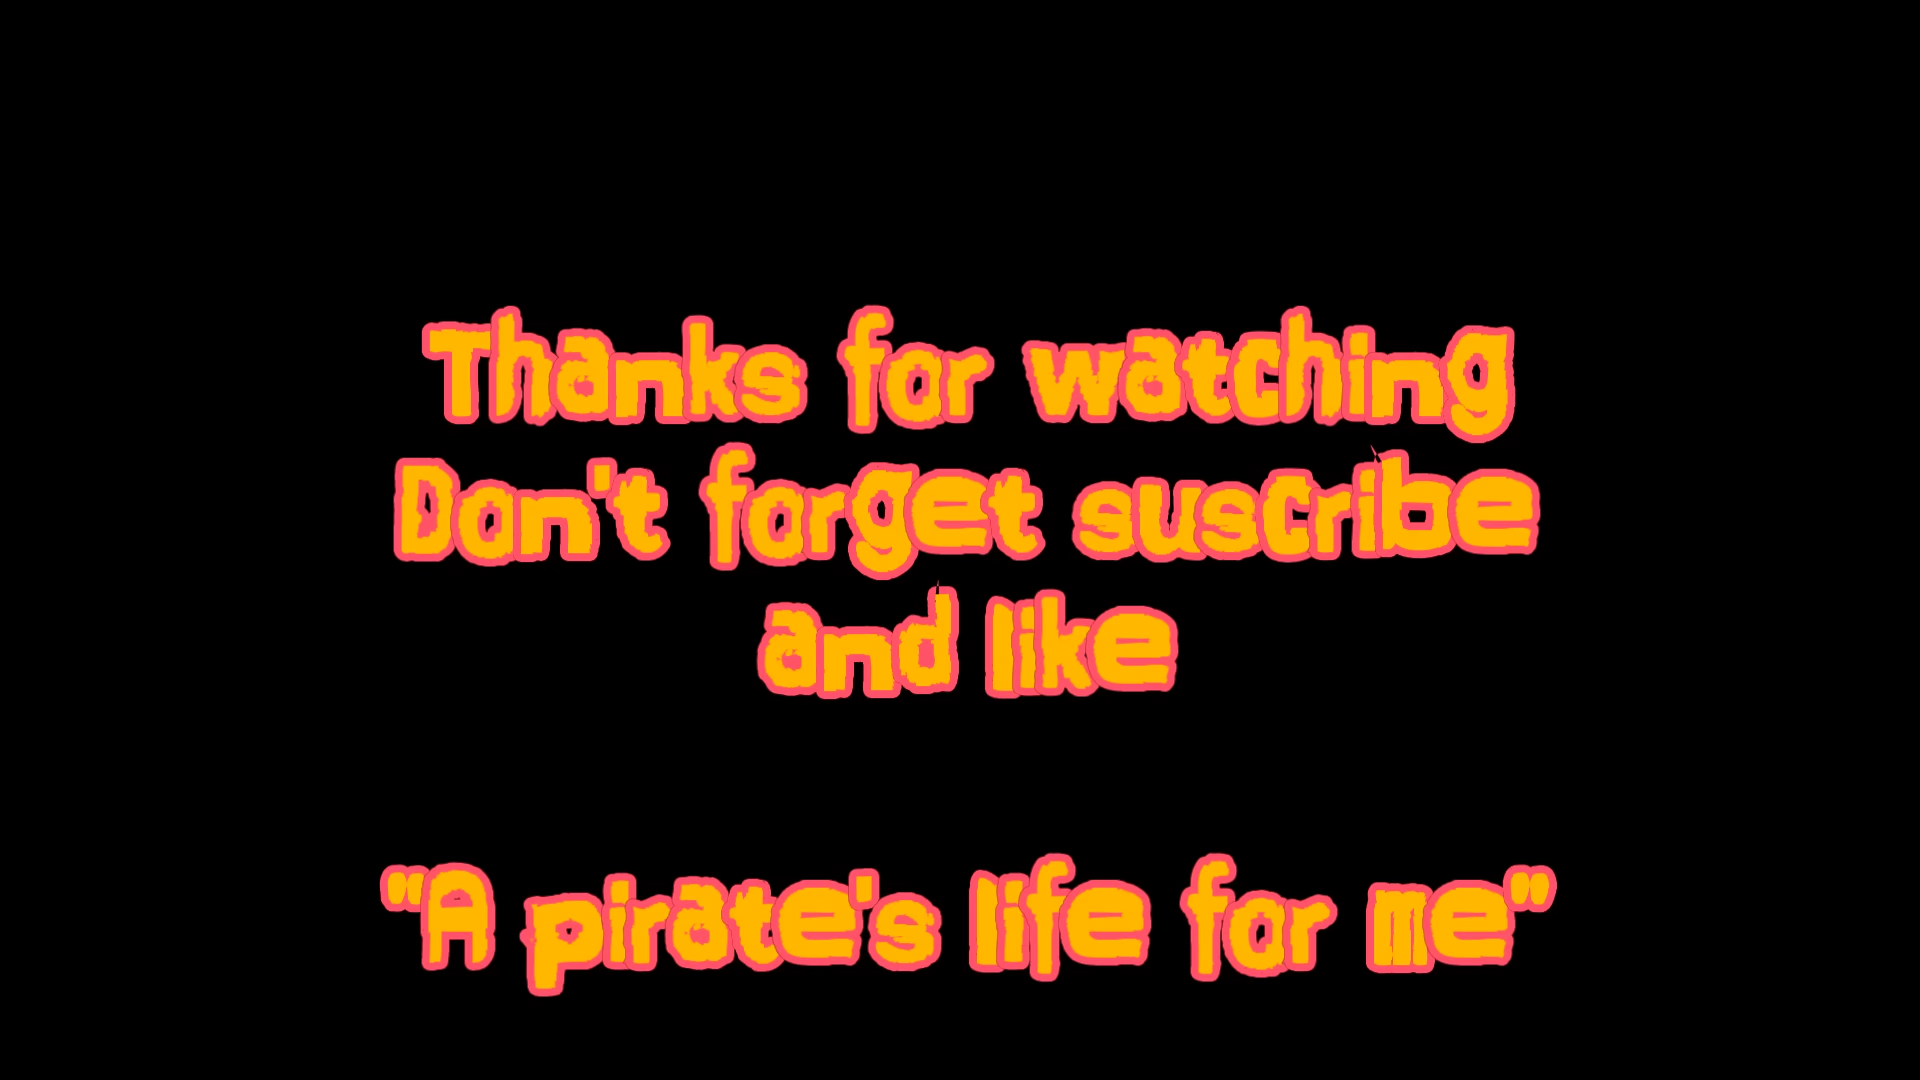 Thanks for watching
Don't forget suscribe
and like
"A pirate's life for me"